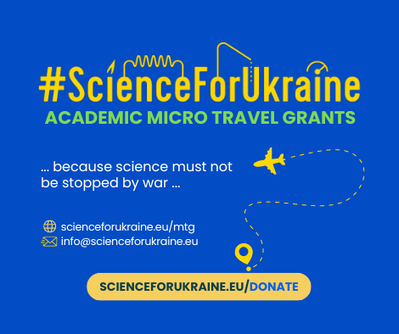 #ScienceForUkraine
ACADEMIC MICRO TRAVEL GRANTS
... because science must not
be stopped by war ...
scienceforukraine.eu/mtg
info@scienceforukraine.eu
SCIENCEFORUKRAINE.EU/DONATE